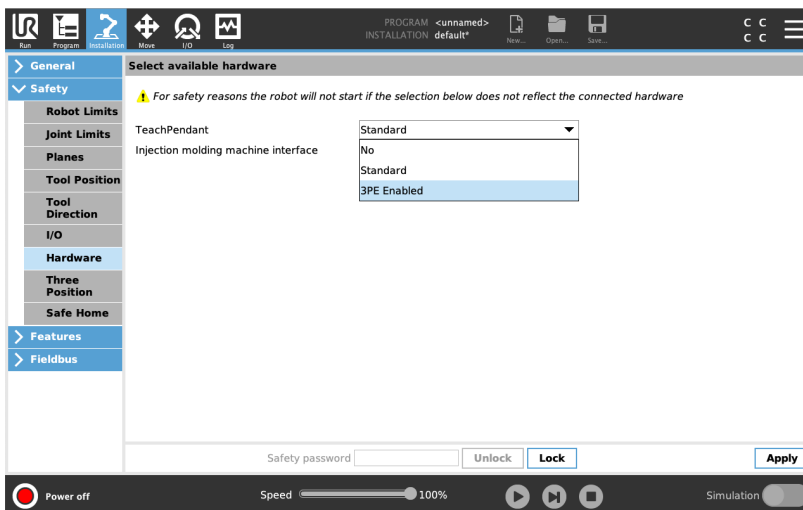 PROGRAM <unnamed>
INSTALLATION default*
UR
Run
Program
Installation
Move
I/O
Log
New...
Open...
Save...
C C
C C
General
Safety
Robot Limits
Joint Limits
Planes
Tool Position
Tool
Direction
I/O
Hardware
Three
Position
Safe Home
Features
Fieldbus
Select available hardware
For safety reasons the robot will not start if the selection below does not reflect the connected hardware
TeachPendant
Standard
Injection molding machine interface
No
Standard
3PE Enabled
Safety password
Unlock
Lock
Apply
Power off
Speed
100%
Simulation